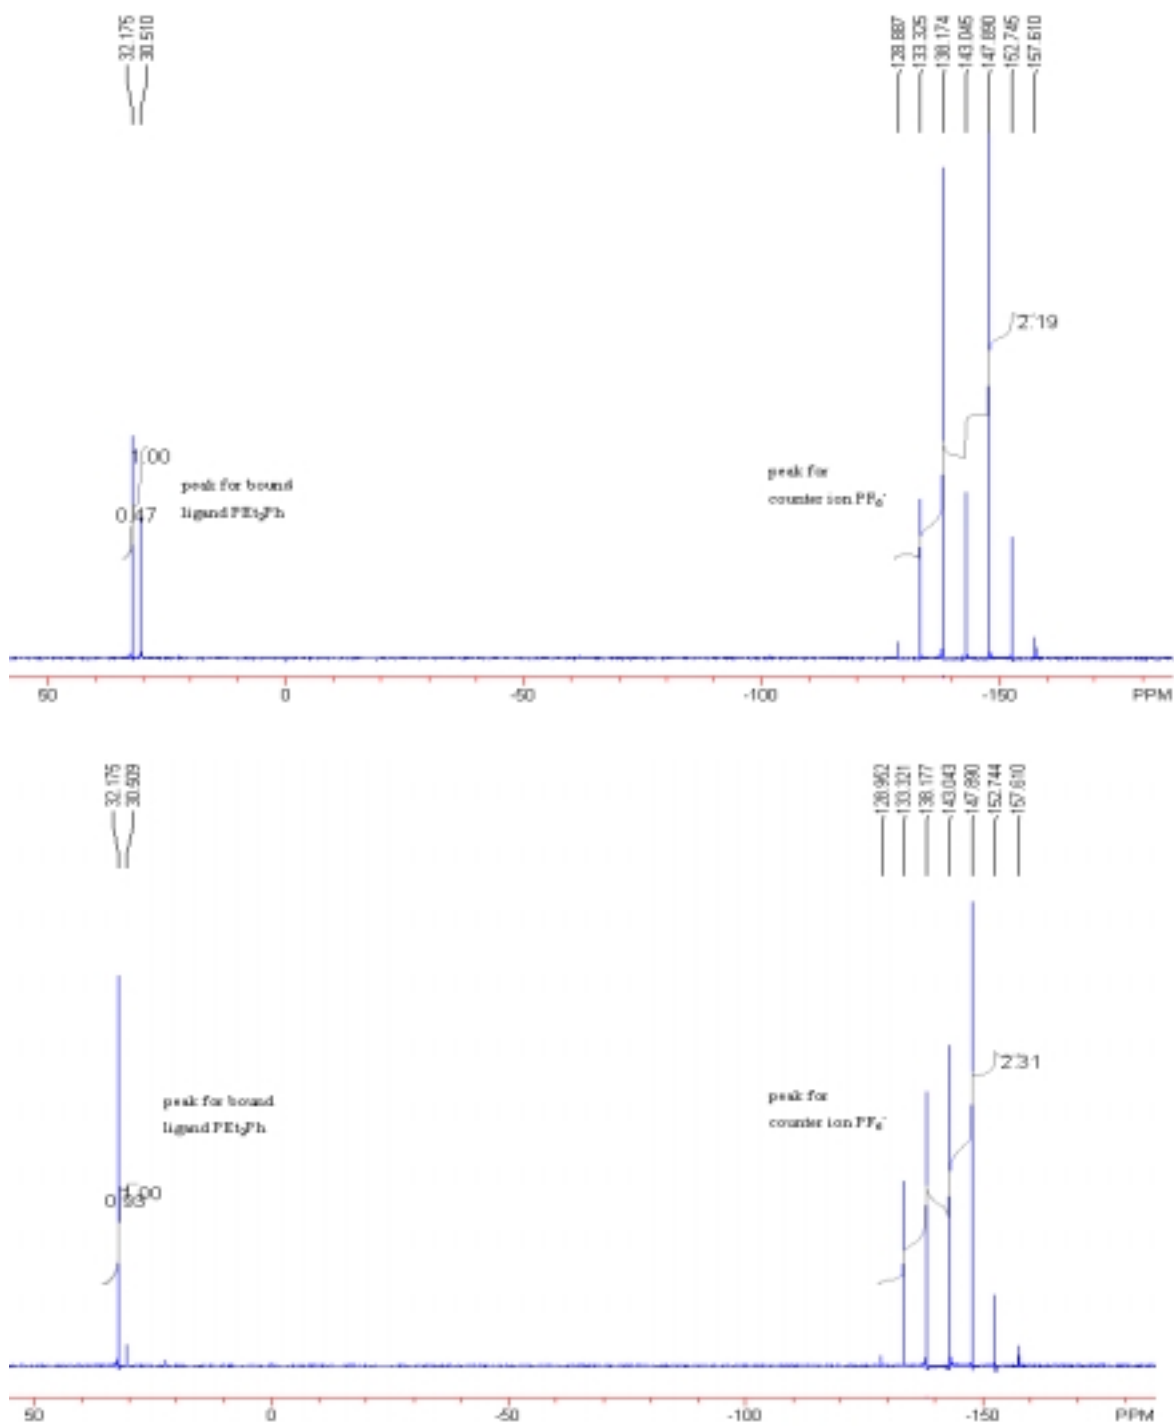 32.175
30.510
-128.887
-133.325
-138.174
-143.045
-147.890
-152.745
-157.610
2.19
1.00
0.47
peak for bound
ligand PEt₂Ph
peak for
counter ion PF₆⁻
50 0 -50 -100 -150 PPM
32.175
30.509
-128.952
-133.321
-138.177
-143.043
-147.890
-152.744
-157.610
2.31
peak for bound
ligand PEt₂Ph
peak for
counter ion PF₆⁻
1.00
0.93
50 0 -50 -100 -150 PPM